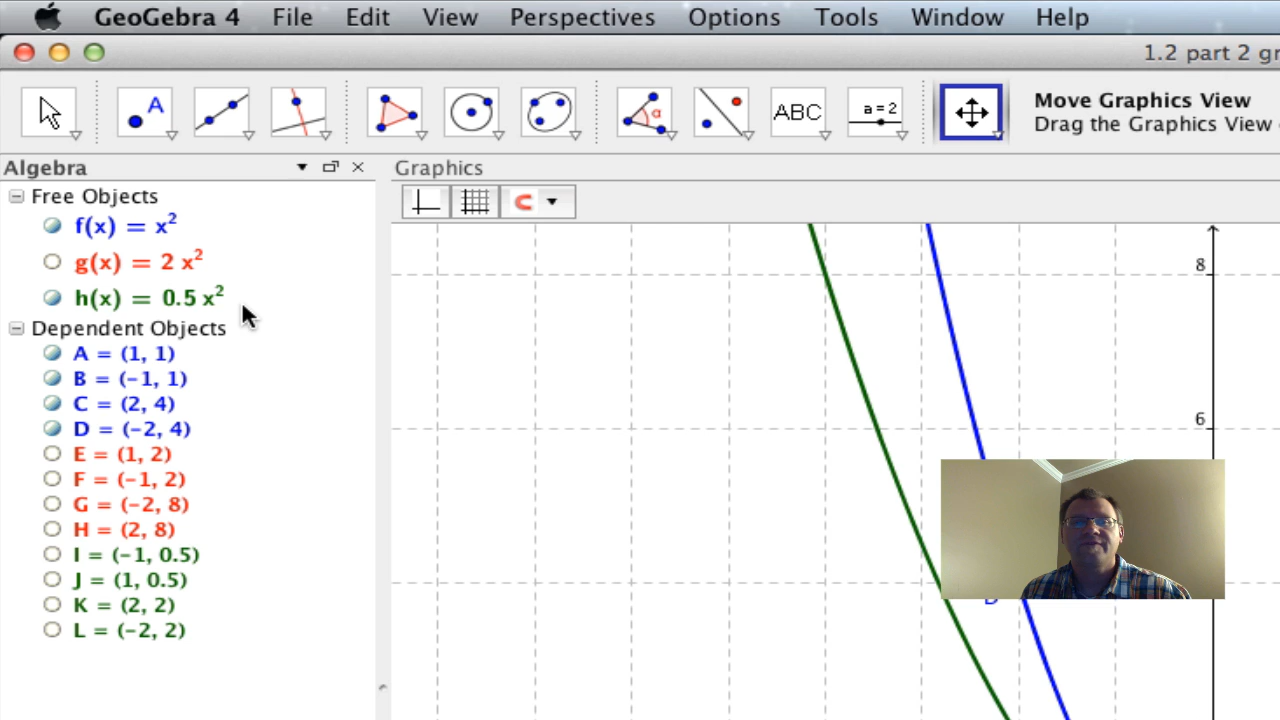 GeoGebra 4 File Edit View Perspectives Options Tools Window Help
1.2 part 2 gr
A
α
ABC
a = 2
Move Graphics View
Drag the Graphics View
Algebra
Graphics
Free Objects
f(x) = x²
g(x) = 2 x²
h(x) = 0.5 x²
Dependent Objects
A = (1, 1)
B = (−1, 1)
C = (2, 4)
D = (−2, 4)
E = (1, 2)
F = (−1, 2)
G = (−2, 8)
H = (2, 8)
I = (−1, 0.5)
J = (1, 0.5)
K = (2, 2)
L = (−2, 2)
8
6